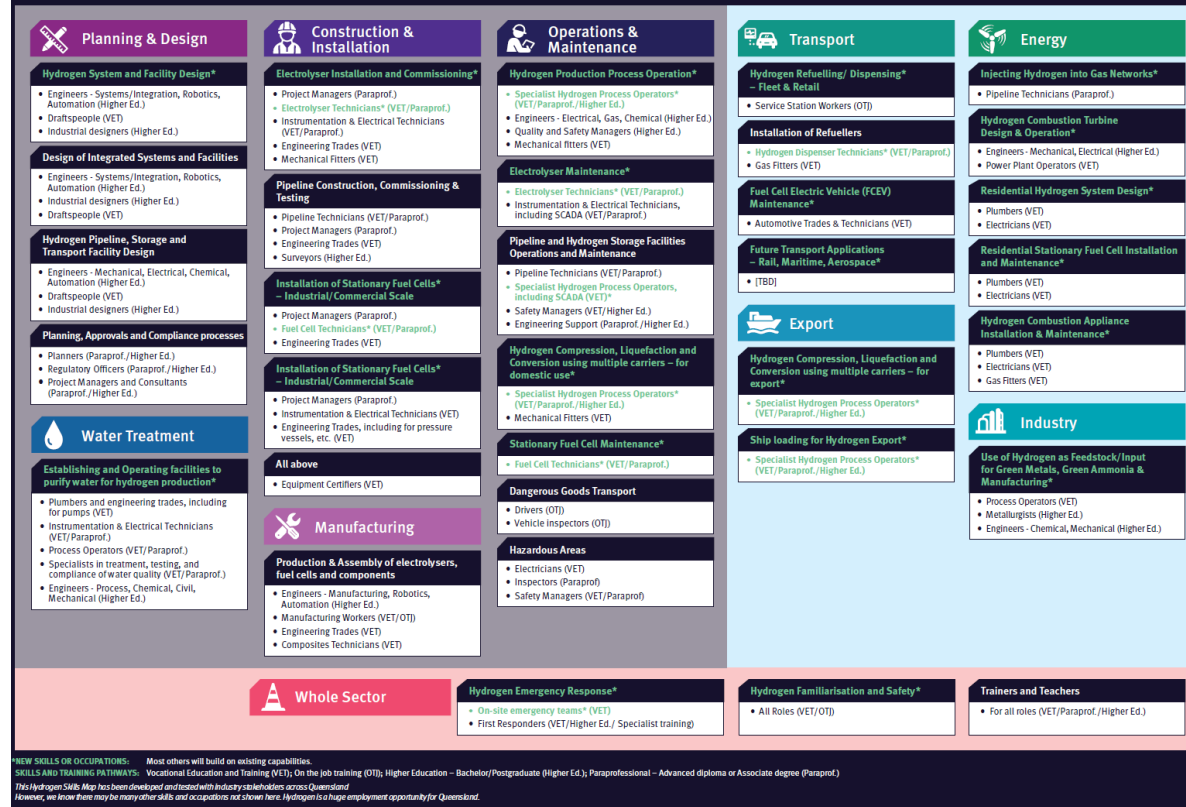 Planning & Design
Hydrogen System and Facility Design*
• Engineers - Systems/Integration, Robotics,
Automation (Higher Ed.)
• Draftspeople (VET)
• Industrial designers (Higher Ed.)
Design of Integrated Systems and Facilities
• Engineers - Systems/Integration, Robotics,
Automation (Higher Ed.)
• Industrial designers (Higher Ed.)
• Draftspeople (VET)
Hydrogen Pipeline, Storage and
Transport Facility Design
• Engineers - Mechanical, Electrical, Chemical,
Automation (Higher Ed.)
• Draftspeople (VET)
• Industrial designers (Higher Ed.)
Planning, Approvals and Compliance processes
• Planners (Paraprof./Higher Ed.)
• Regulatory Officers (Paraprof./Higher Ed.)
• Project Managers and Consultants
(Paraprof./Higher Ed.)
Water Treatment
Establishing and Operating facilities to
purify water for hydrogen production*
• Plumbers and engineering trades, including
for pumps (VET)
• Instrumentation & Electrical Technicians
(VET/Paraprof.)
• Process Operators (VET/Paraprof.)
• Specialists in treatment, testing, and
compliance of water quality (VET/Paraprof.)
• Engineers - Process, Chemical, Civil,
Mechanical (Higher Ed.)
Construction &
Installation
Electrolyser Installation and Commissioning*
• Project Managers (Paraprof.)
• Electrolyser Technicians* (VET/Paraprof.)
• Instrumentation & Electrical Technicians
(VET/Paraprof.)
• Engineering Trades (VET)
• Mechanical Fitters (VET)
Pipeline Construction, Commissioning &
Testing
• Pipeline Technicians (VET/Paraprof.)
• Project Managers (Paraprof.)
• Engineering Trades (VET)
• Surveyors (Higher Ed.)
Installation of Stationary Fuel Cells*
– Industrial/Commercial Scale
• Project Managers (Paraprof.)
• Fuel Cell Technicians* (VET/Paraprof.)
• Engineering Trades (VET)
Installation of Stationary Fuel Cells*
– Industrial/Commercial Scale
• Project Managers (Paraprof.)
• Instrumentation & Electrical Technicians (VET)
• Engineering Trades, including for pressure
vessels, etc. (VET)
All above
• Equipment Certifiers (VET)
Manufacturing
Production & Assembly of electrolysers,
fuel cells and components
• Engineers - Manufacturing, Robotics,
Automation (Higher Ed.)
• Manufacturing Workers (VET/OTJ)
• Engineering Trades (VET)
• Composites Technicians (VET)
Operations &
Maintenance
Hydrogen Production Process Operation*
• Specialist Hydrogen Process Operators*
(VET/Paraprof./Higher Ed.)
• Engineers - Electrical, Gas, Chemical (Higher Ed.)
• Quality and Safety Managers (Higher Ed.)
• Mechanical fitters (VET)
Electrolyser Maintenance*
• Electrolyser Technicians* (VET/Paraprof.)
• Instrumentation & Electrical Technicians,
including SCADA (VET/Paraprof.)
Pipeline and Hydrogen Storage Facilities
Operations and Maintenance
• Pipeline Technicians (VET/Paraprof.)
• Specialist Hydrogen Process Operators,
including SCADA (VET)*
• Safety Managers (VET/Higher Ed.)
• Engineering Support (Paraprof./Higher Ed.)
Hydrogen Compression, Liquefaction and
Conversion using multiple carriers – for
domestic use*
• Specialist Hydrogen Process Operators*
(VET/Paraprof./Higher Ed.)
• Mechanical Fitters (VET)
Stationary Fuel Cell Maintenance*
• Fuel Cell Technicians* (VET/Paraprof.)
Dangerous Goods Transport
• Drivers (OTJ)
• Vehicle inspectors (OTJ)
Hazardous Areas
• Electricians (VET)
• Inspectors (Paraprof)
• Safety Managers (VET/Paraprof)
Transport
Hydrogen Refuelling/ Dispensing*
– Fleet & Retail
• Service Station Workers (OTJ)
Installation of Refuellers
• Hydrogen Dispenser Technicians* (VET/Paraprof.)
• Gas Fitters (VET)
Fuel Cell Electric Vehicle (FCEV)
Maintenance*
• Automotive Trades & Technicians (VET)
Future Transport Applications
– Rail, Maritime, Aerospace*
• [TBD]
Export
Hydrogen Compression, Liquefaction and
Conversion using multiple carriers – for
export*
• Specialist Hydrogen Process Operators*
(VET/Paraprof./Higher Ed.)
Ship loading for Hydrogen Export*
• Specialist Hydrogen Process Operators*
(VET/Paraprof./Higher Ed.)
Energy
Injecting Hydrogen into Gas Networks*
• Pipeline Technicians (Paraprof.)
Hydrogen Combustion Turbine
Design & Operation*
• Engineers - Mechanical, Electrical (Higher Ed.)
• Power Plant Operators (VET)
Residential Hydrogen System Design*
• Plumbers (VET)
• Electricians (VET)
Residential Stationary Fuel Cell Installation
and Maintenance*
• Plumbers (VET)
• Electricians (VET)
Hydrogen Combustion Appliance
Installation & Maintenance*
• Plumbers (VET)
• Electricians (VET)
• Gas Fitters (VET)
Industry
Use of Hydrogen as Feedstock/Input
for Green Metals, Green Ammonia &
Manufacturing*
• Process Operators (VET)
• Metallurgists (Higher Ed.)
• Engineers - Chemical, Mechanical (Higher Ed.)
Whole Sector
Hydrogen Emergency Response*
• On-site emergency teams* (VET)
• First Responders (VET/Higher Ed./ Specialist training)
Hydrogen Familiarisation and Safety*
• All Roles (VET/OTJ)
Trainers and Teachers
• For all roles (VET/Paraprof./Higher Ed.)
*NEW SKILLS OR OCCUPATIONS: Most others will build on existing capabilities.
SKILLS AND TRAINING PATHWAYS: Vocational Education and Training (VET); On the job training (OTJ); Higher Education – Bachelor/Postgraduate (Higher Ed.); Paraprofessional – Advanced diploma or Associate degree (Paraprof.)
This Hydrogen Skills Map has been developed and tested with industry stakeholders across Queensland
However, we know there may be many other skills and occupations not shown here. Hydrogen is a huge employment opportunity for Queensland.